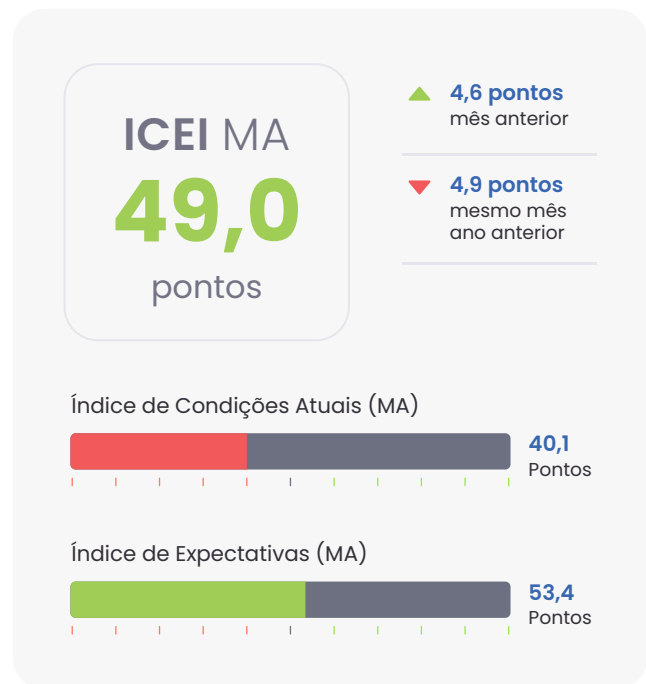 ICEI MA
49,0
pontos
4,6 pontos
mês anterior
4,9 pontos
mesmo mês
ano anterior
Índice de Condições Atuais (MA)
40,1
Pontos
Índice de Expectativas (MA)
53,4
Pontos